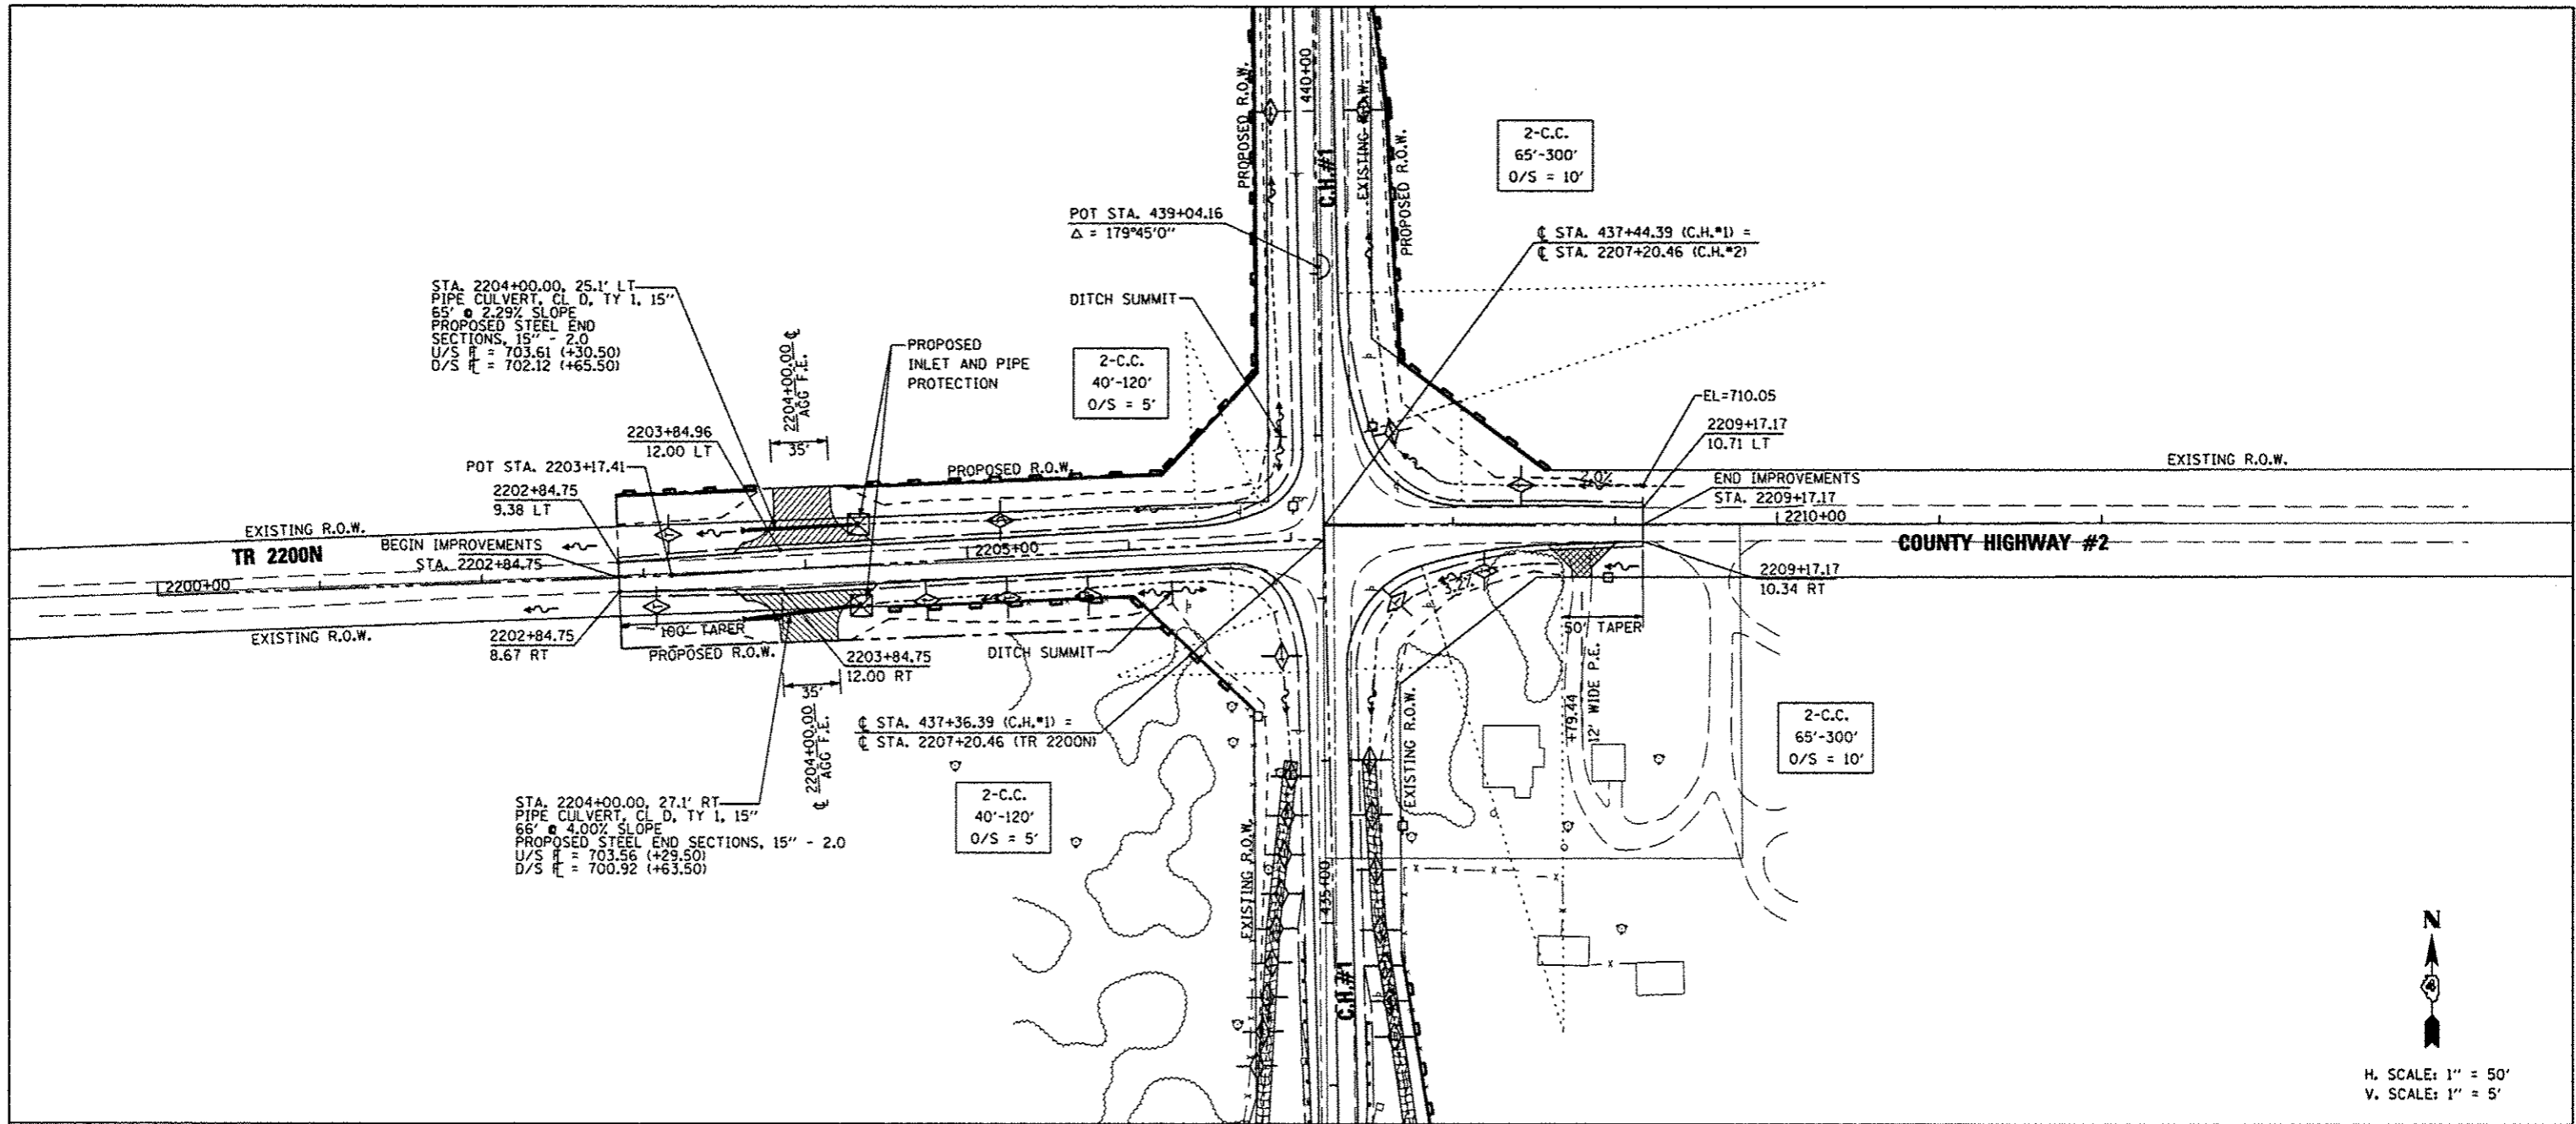 440+00
C.H.#1
PROPOSED R.O.W.
EXISTING R.O.W.
PROPOSED R.O.W.
2-C.C.
65'-300'
O/S = 10'
POT STA. 439+04.16
Δ = 179°45'0"
℄ STA. 437+44.39 (C.H.#1) =
℄ STA. 2207+20.46 (C.H.#2)
STA. 2204+00.00, 25.1' LT
PIPE CULVERT, CL D, TY 1, 15"
65' @ 2.29% SLOPE
PROPOSED STEEL END
SECTIONS, 15" - 2.0
U/S FL = 703.61 (+30.50)
D/S FL = 702.12 (+65.50)
DITCH SUMMIT
2204+00.00 ℄
AGG F.E.
35'
PROPOSED
INLET AND PIPE
PROTECTION
2-C.C.
40'-120'
O/S = 5'
EL=710.05
2209+17.17
10.71 LT
2203+84.96
12.00 LT
POT STA. 2203+17.41
2202+84.75
9.38 LT
PROPOSED R.O.W.
2.0%
END IMPROVEMENTS
STA. 2209+17.17
EXISTING R.O.W.
2210+00
EXISTING R.O.W.
TR 2200N
BEGIN IMPROVEMENTS
STA. 2202+84.75
2205+00
COUNTY HIGHWAY #2
2200+00
2209+17.17
10.34 RT
3.2%
EXISTING R.O.W.
2202+84.75
8.67 RT
100' TAPER
PROPOSED R.O.W.
2203+84.75
12.00 RT
DITCH SUMMIT
50' TAPER
35'
℄ 2204+00.00
AGG F.E.
℄ STA. 437+36.39 (C.H.#1) =
℄ STA. 2207+20.46 (TR 2200N)
EXISTING R.O.W.
+79.44
12' WIDE P.E.
2-C.C.
65'-300'
O/S = 10'
2-C.C.
40'-120'
O/S = 5'
STA. 2204+00.00, 27.1' RT
PIPE CULVERT, CL D, TY 1, 15"
66' @ 4.00% SLOPE
PROPOSED STEEL END SECTIONS, 15" - 2.0
U/S FL = 703.56 (+29.50)
D/S FL = 700.92 (+63.50)
EXISTING R.O.W.
435+00
C.H.#1
N
H. SCALE: 1" = 50'
V. SCALE: 1" = 5'